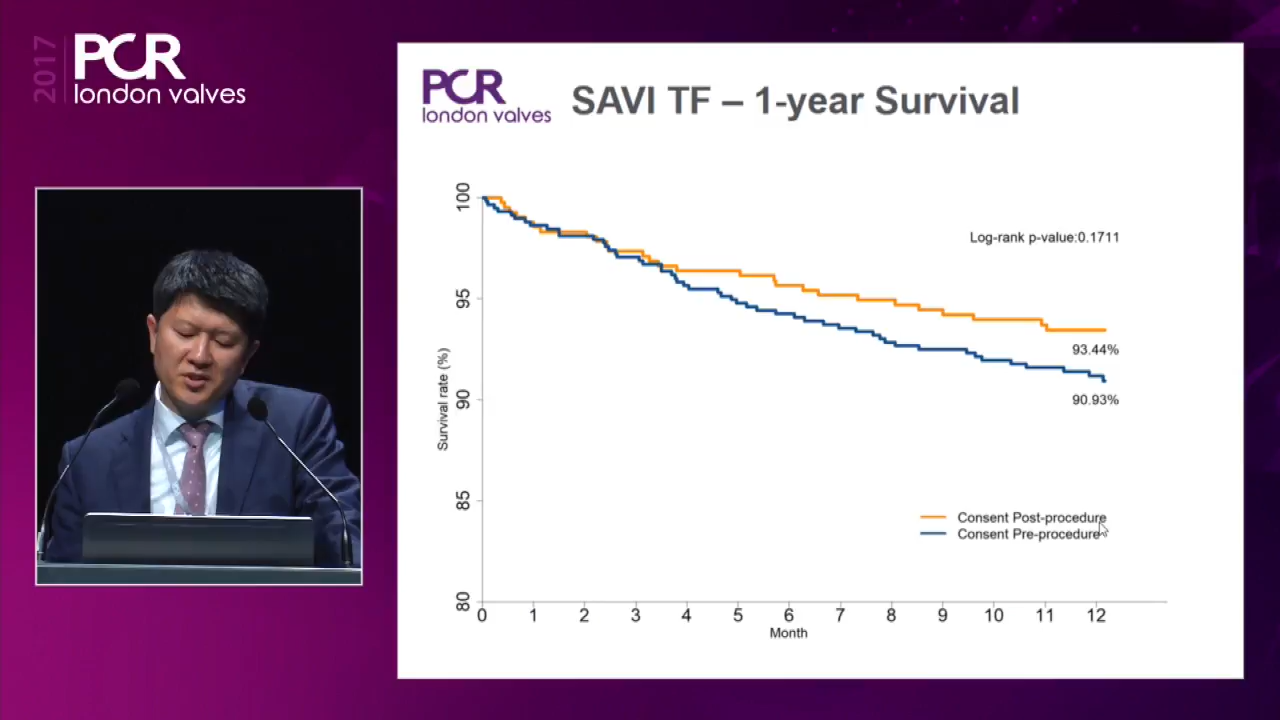 2017
PCR
london valves
PCR
london valves
SAVI TF – 1-year Survival
Log-rank p-value:0.1711
Survival rate (%)
100
95
90
85
80
93.44%
90.93%
Consent Post-procedure
Consent Pre-procedure
0 1 2 3 4 5 6 7 8 9 10 11 12
Month